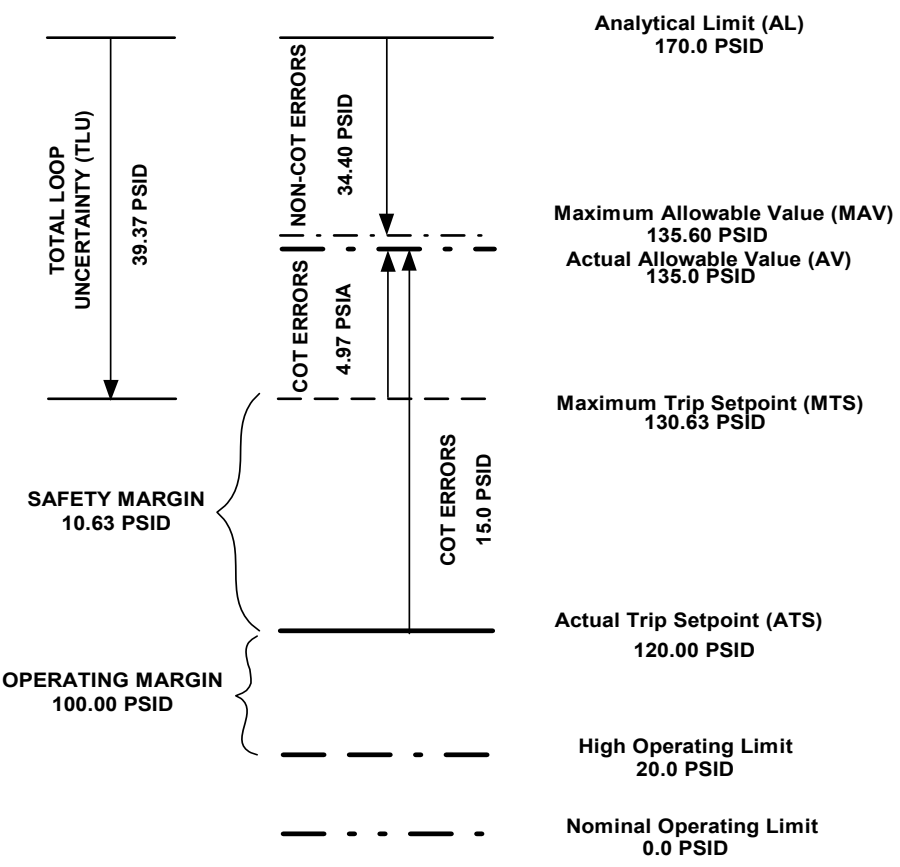 Analytical Limit (AL)
170.0 PSID
TOTAL LOOP
UNCERTAINTY (TLU)
39.37 PSID
NON-COT ERRORS
34.40 PSID
Maximum Allowable Value (MAV)
135.60 PSID
Actual Allowable Value (AV)
135.0 PSID
COT ERRORS
4.97 PSIA
Maximum Trip Setpoint (MTS)
130.63 PSID
SAFETY MARGIN
10.63 PSID
COT ERRORS
15.0 PSID
Actual Trip Setpoint (ATS)
120.00 PSID
OPERATING MARGIN
100.00 PSID
High Operating Limit
20.0 PSID
Nominal Operating Limit
0.0 PSID